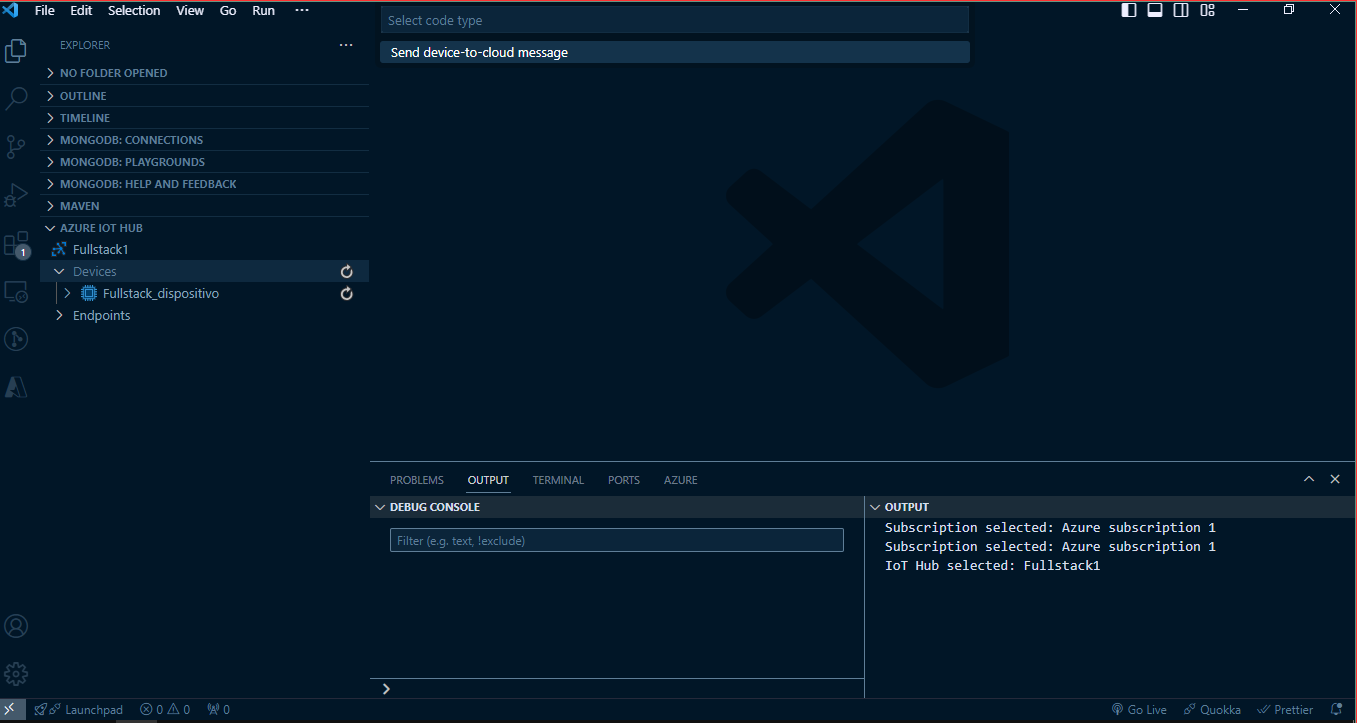 File Edit Selection View Go Run ···
Select code type
Send device-to-cloud message
EXPLORER ···
NO FOLDER OPENED
OUTLINE
TIMELINE
MONGODB: CONNECTIONS
MONGODB: PLAYGROUNDS
MONGODB: HELP AND FEEDBACK
MAVEN
AZURE IOT HUB
Fullstack1
Devices
Fullstack_dispositivo
Endpoints
1
PROBLEMS OUTPUT TERMINAL PORTS AZURE
DEBUG CONSOLE
Filter (e.g. text, !exclude)
OUTPUT
Subscription selected: Azure subscription 1
Subscription selected: Azure subscription 1
IoT Hub selected: Fullstack1
Launchpad 0 0 0 Go Live Quokka Prettier